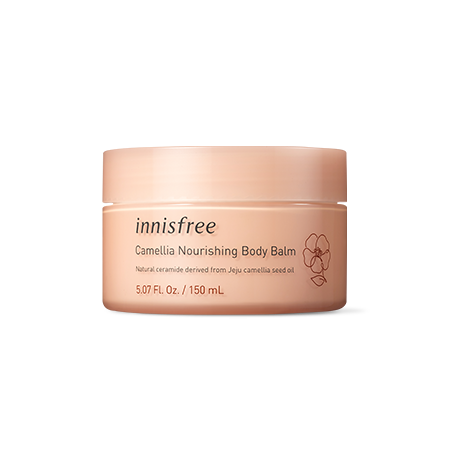 innisfree
Camellia Nourishing Body Balm
Natural ceramide derived from Jeju camellia seed oil
5.07 Fl. Oz. / 150 mL